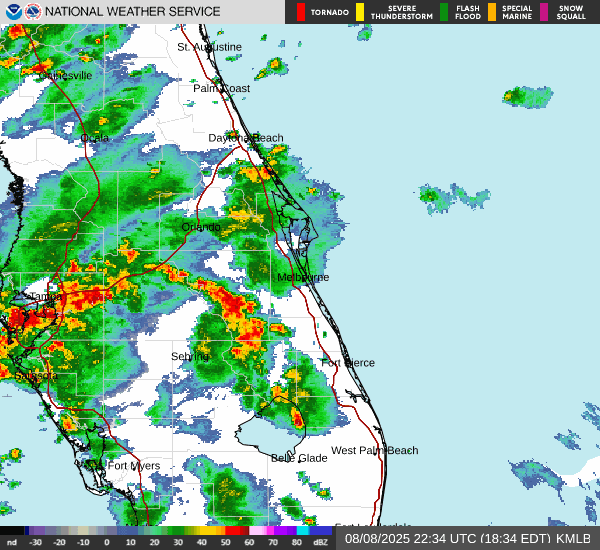 NATIONAL WEATHER SERVICE
TORNADO
SEVERE
THUNDERSTORM
FLASH
FLOOD
SPECIAL
MARINE
SNOW
SQUALL
St. Augustine
Gainesville
Palm Coast
Ocala
Daytona Beach
Orlando
Melbourne
Tampa
Sebring
Fort Pierce
Sarasota
West Palm Beach
Belle Glade
Fort Myers
Fort Lauderdale
nd -30 -20 -10 0 10 20 30 40 50 60 70 80 dBZ
08/08/2025 22:34 UTC (18:34 EDT) KMLB